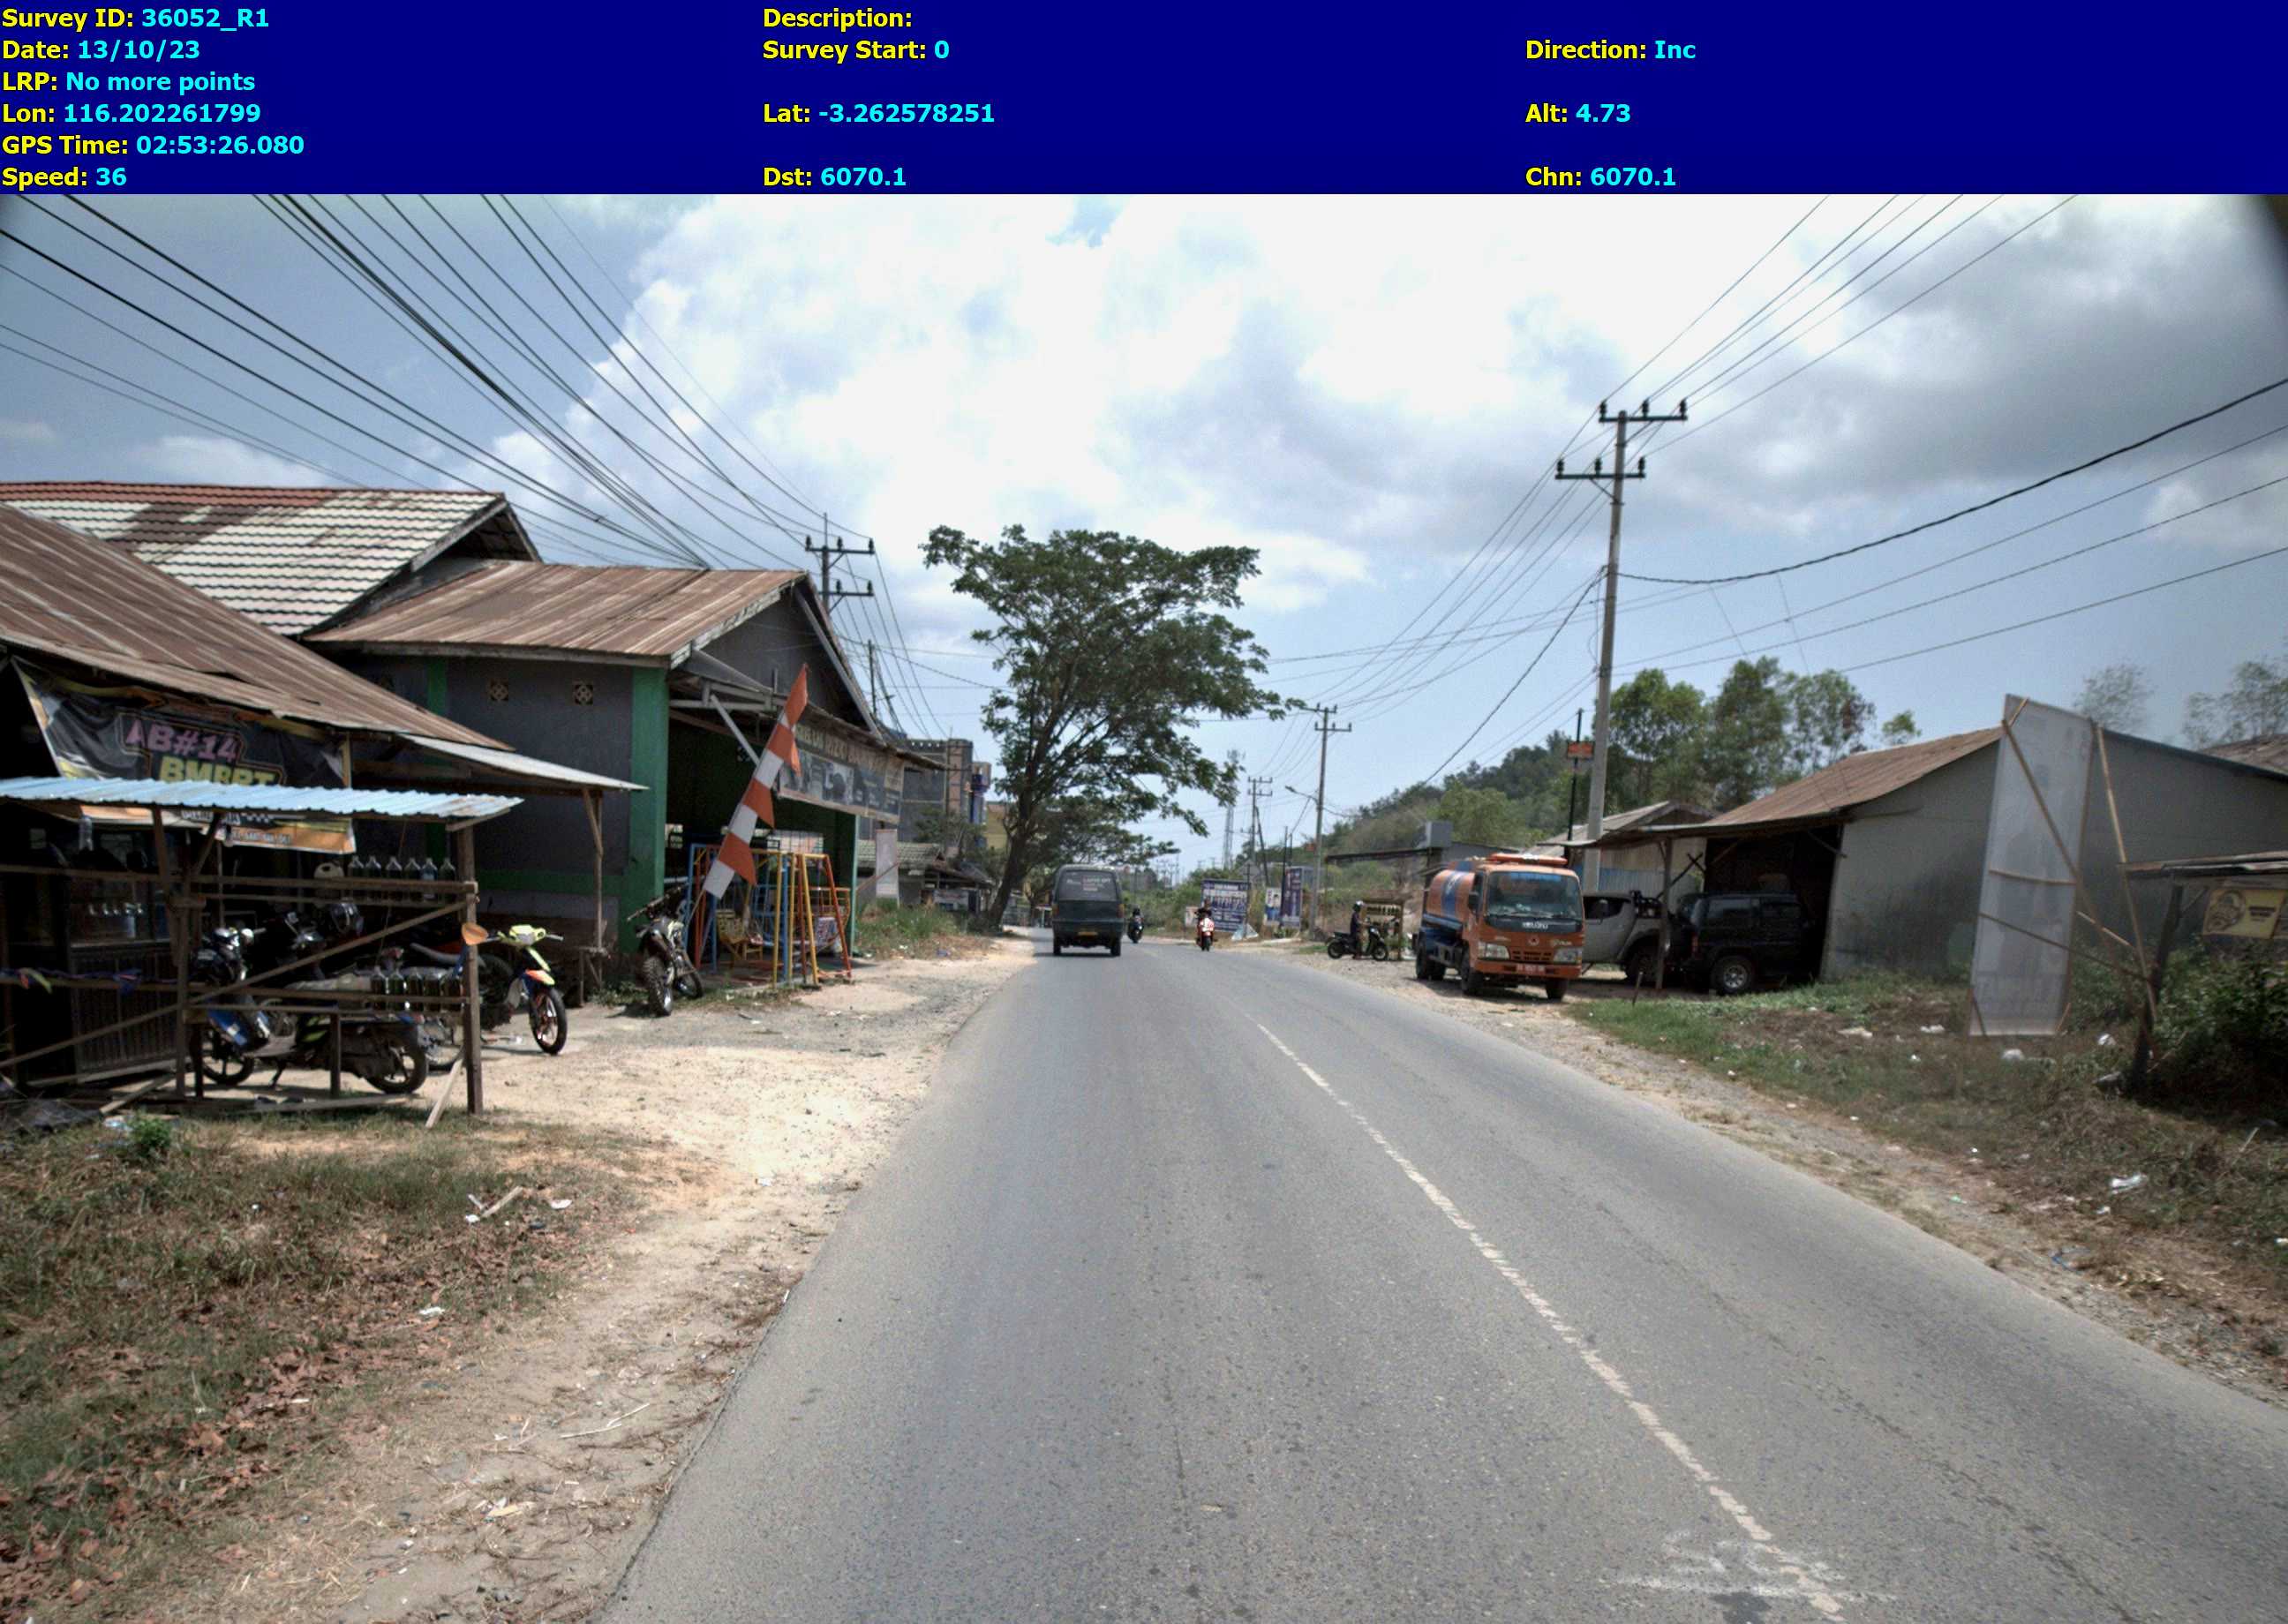 Survey ID: 36052_R1
Description:
Date: 13/10/23
Survey Start: 0
Direction: Inc
LRP: No more points
Lon: 116.202261799
Lat: -3.262578251
Alt: 4.73
GPS Time: 02:53:26.080
Speed: 36
Dst: 6070.1
Chn: 6070.1
AB#14
BMBRT